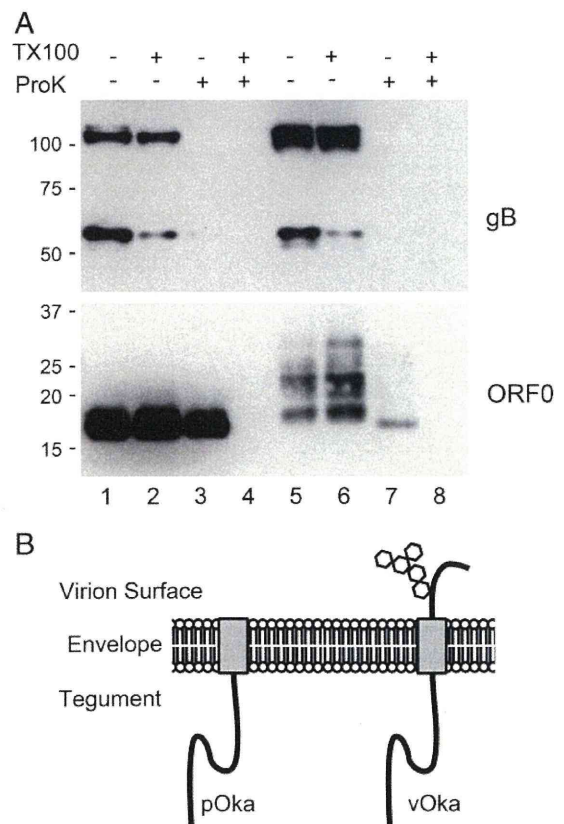 A
TX100 - + - + - + - +
ProK - - + + - - + +
100 -
75 -
50 -
gB
37 -
25 -
20 -
15 -
ORF0
1 2 3 4 5 6 7 8
B
Virion Surface
Envelope
Tegument
pOka
vOka